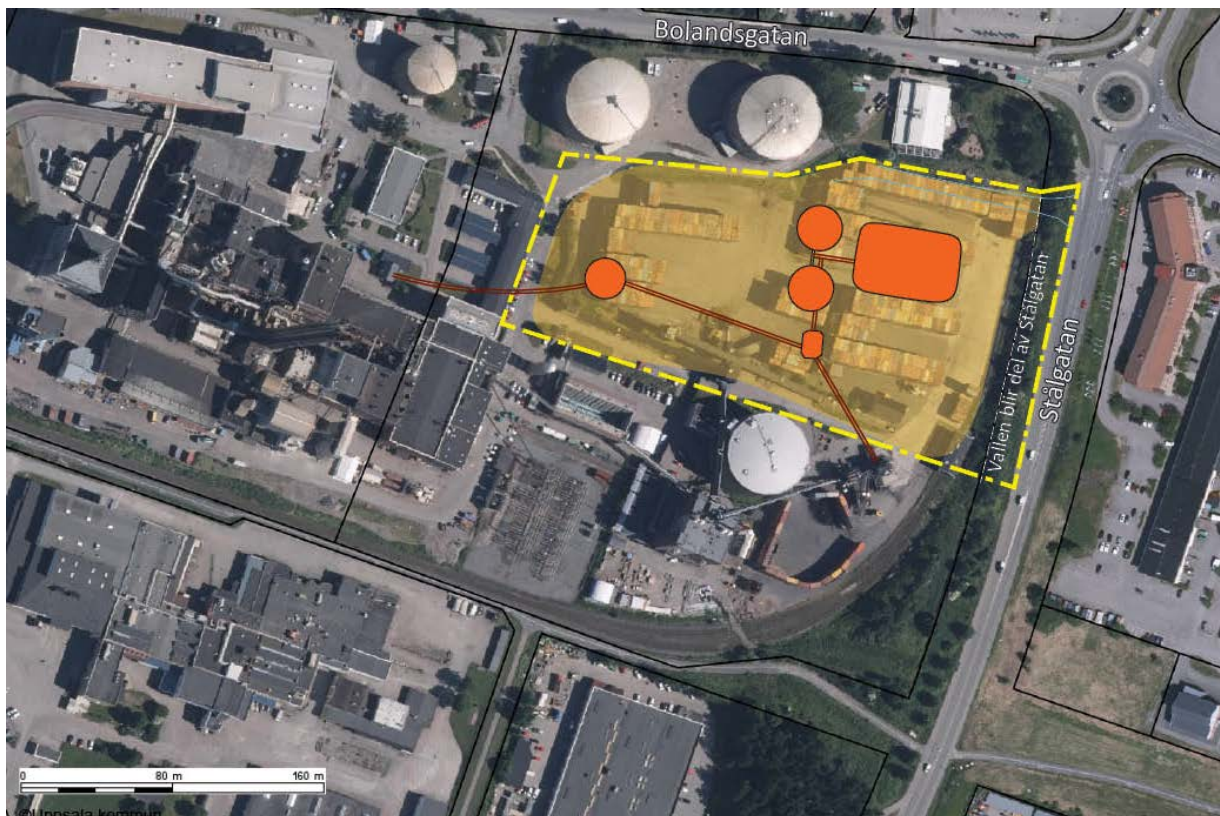 Bolandsgatan
Vallen blir del av Stålgatan
Stålgatan
0 80 m 160 m
©Uppsala kommun